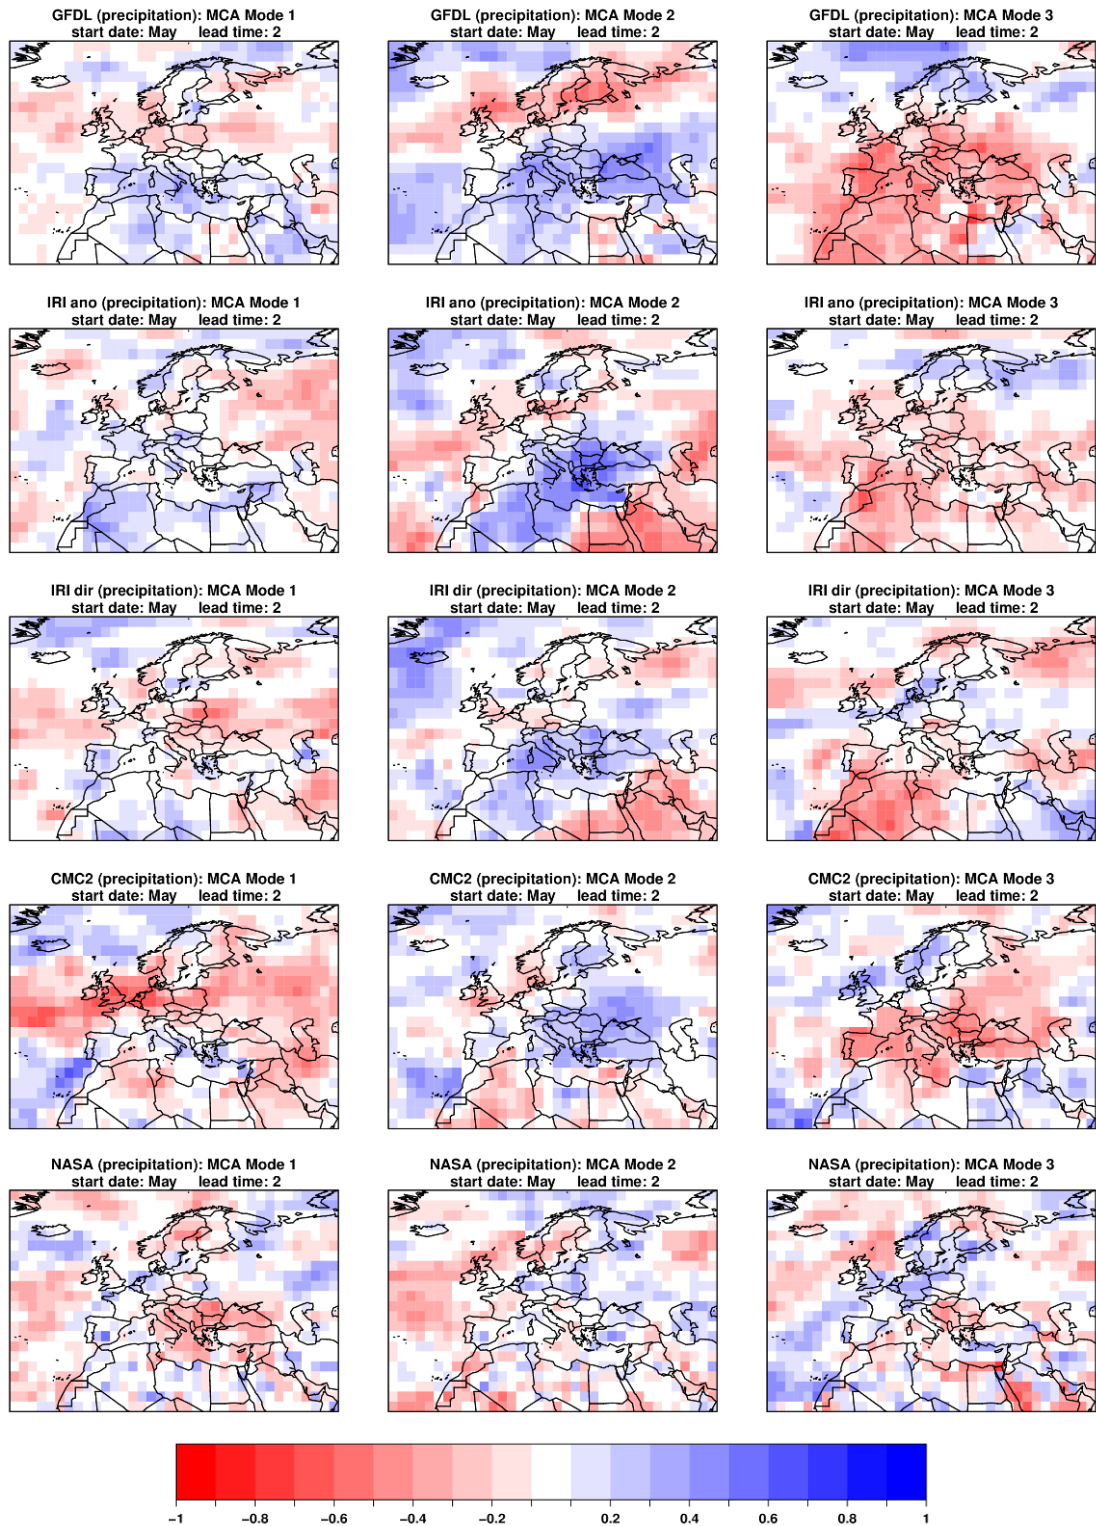 GFDL (precipitation): MCA Mode 1
start date: May lead time: 2
GFDL (precipitation): MCA Mode 2
start date: May lead time: 2
GFDL (precipitation): MCA Mode 3
start date: May lead time: 2
IRI ano (precipitation): MCA Mode 1
start date: May lead time: 2
IRI ano (precipitation): MCA Mode 2
start date: May lead time: 2
IRI ano (precipitation): MCA Mode 3
start date: May lead time: 2
IRI dir (precipitation): MCA Mode 1
start date: May lead time: 2
IRI dir (precipitation): MCA Mode 2
start date: May lead time: 2
IRI dir (precipitation): MCA Mode 3
start date: May lead time: 2
CMC2 (precipitation): MCA Mode 1
start date: May lead time: 2
CMC2 (precipitation): MCA Mode 2
start date: May lead time: 2
CMC2 (precipitation): MCA Mode 3
start date: May lead time: 2
NASA (precipitation): MCA Mode 1
start date: May lead time: 2
NASA (precipitation): MCA Mode 2
start date: May lead time: 2
NASA (precipitation): MCA Mode 3
start date: May lead time: 2
−1 −0.8 −0.6 −0.4 −0.2 0.2 0.4 0.6 0.8 1